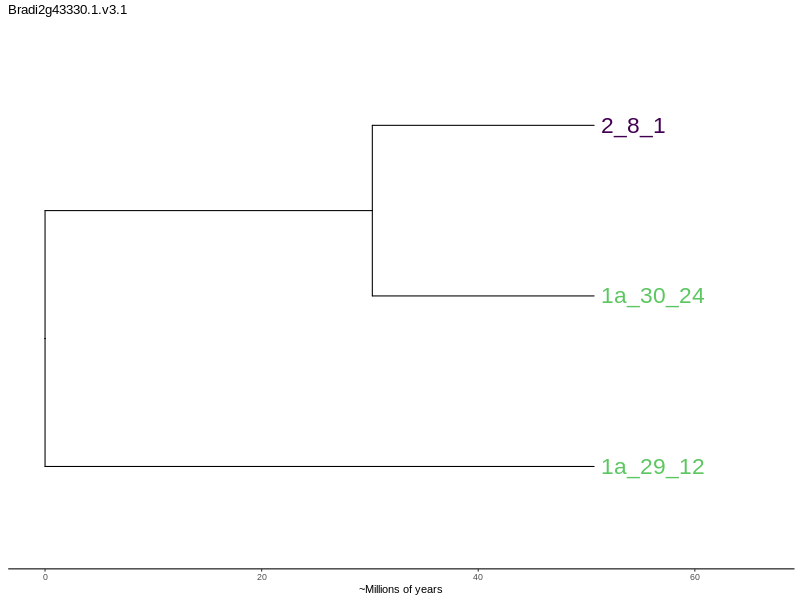 Bradi2g43330.1.v3.1
2_8_1
1a_30_24
1a_29_12
0 20 40 60
~Millions of years